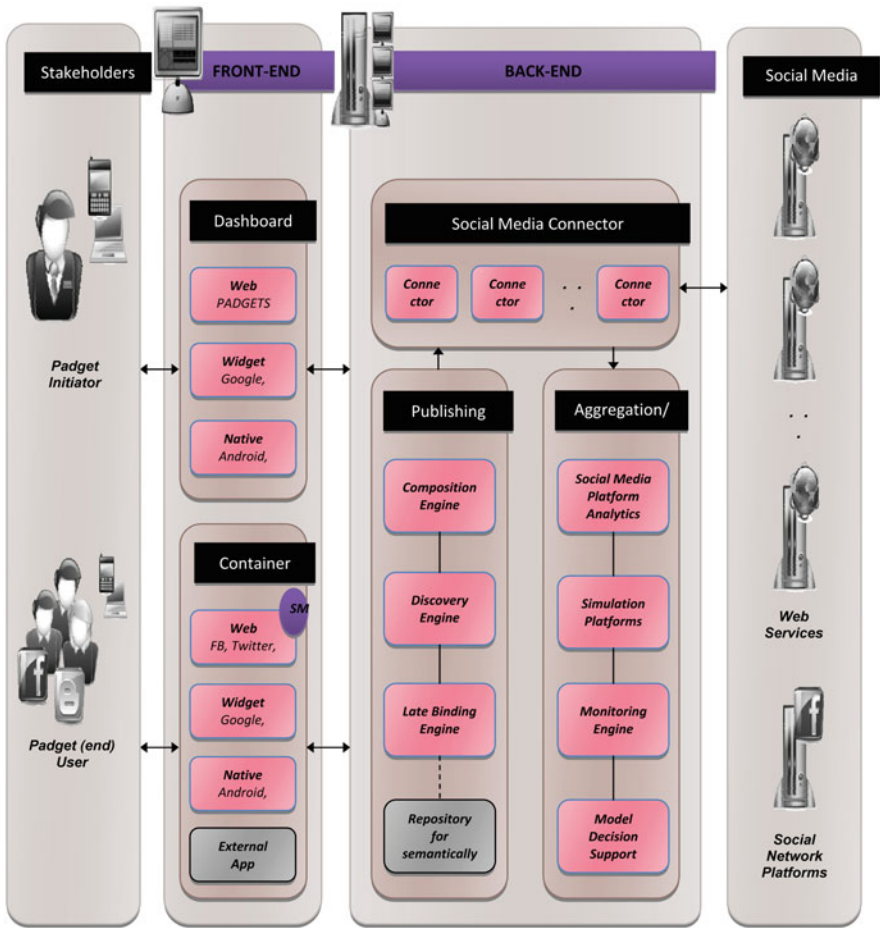 Stakeholders
FRONT-END
BACK-END
Social Media
Padget
Initiator
Padget (end)
User
Dashboard
Web
PADGETS
Widget
Google,
Native
Android,
Container
SM
Web
FB, Twitter,
Widget
Google,
Native
Android,
External
App
Social Media Connector
Conne
ctor
Conne
ctor
. .
Conne
ctor
Publishing
Composition
Engine
Discovery
Engine
Late Binding
Engine
Repository
for
semantically
Aggregation/
Social Media
Platform
Analytics
Simulation
Platforms
Monitoring
Engine
Model
Decision
Support
. .
Web
Services
f
Social
Network
Platforms
f